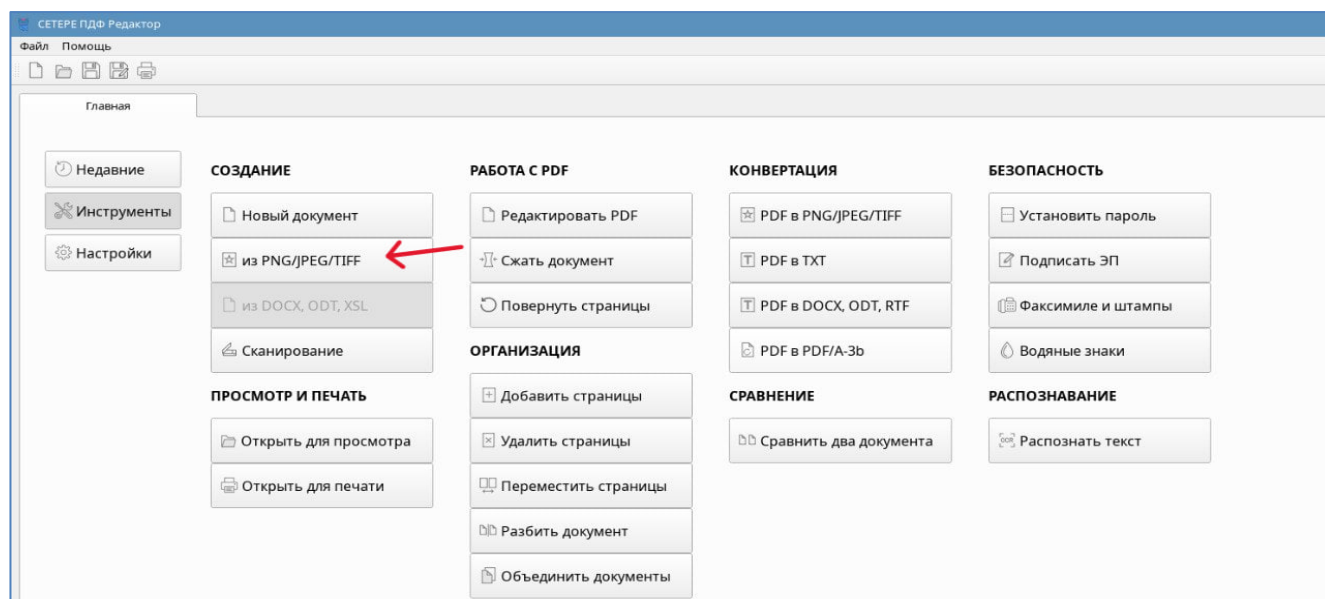 СЕТЕРЕ ПДФ Редактор
Файл Помощь
Главная
Недавние
Инструменты
Настройки
СОЗДАНИЕ
Новый документ
из PNG/JPEG/TIFF
из DOCX, ODT, XSL
Сканирование
ПРОСМОТР И ПЕЧАТЬ
Открыть для просмотра
Открыть для печати
РАБОТА С PDF
Редактировать PDF
Сжать документ
Повернуть страницы
ОРГАНИЗАЦИЯ
Добавить страницы
Удалить страницы
Переместить страницы
Разбить документ
Объединить документы
КОНВЕРТАЦИЯ
PDF в PNG/JPEG/TIFF
PDF в TXT
PDF в DOCX, ODT, RTF
PDF в PDF/A-3b
СРАВНЕНИЕ
Сравнить два документа
БЕЗОПАСНОСТЬ
Установить пароль
Подписать ЭП
Факсимиле и штампы
Водяные знаки
РАСПОЗНАВАНИЕ
Распознать текст